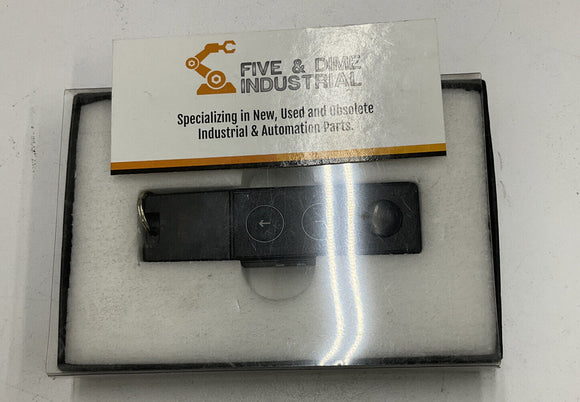 FIVE & DIME
INDUSTRIAL
Specializing in New, Used and Obsolete
Industrial & Automation Parts.